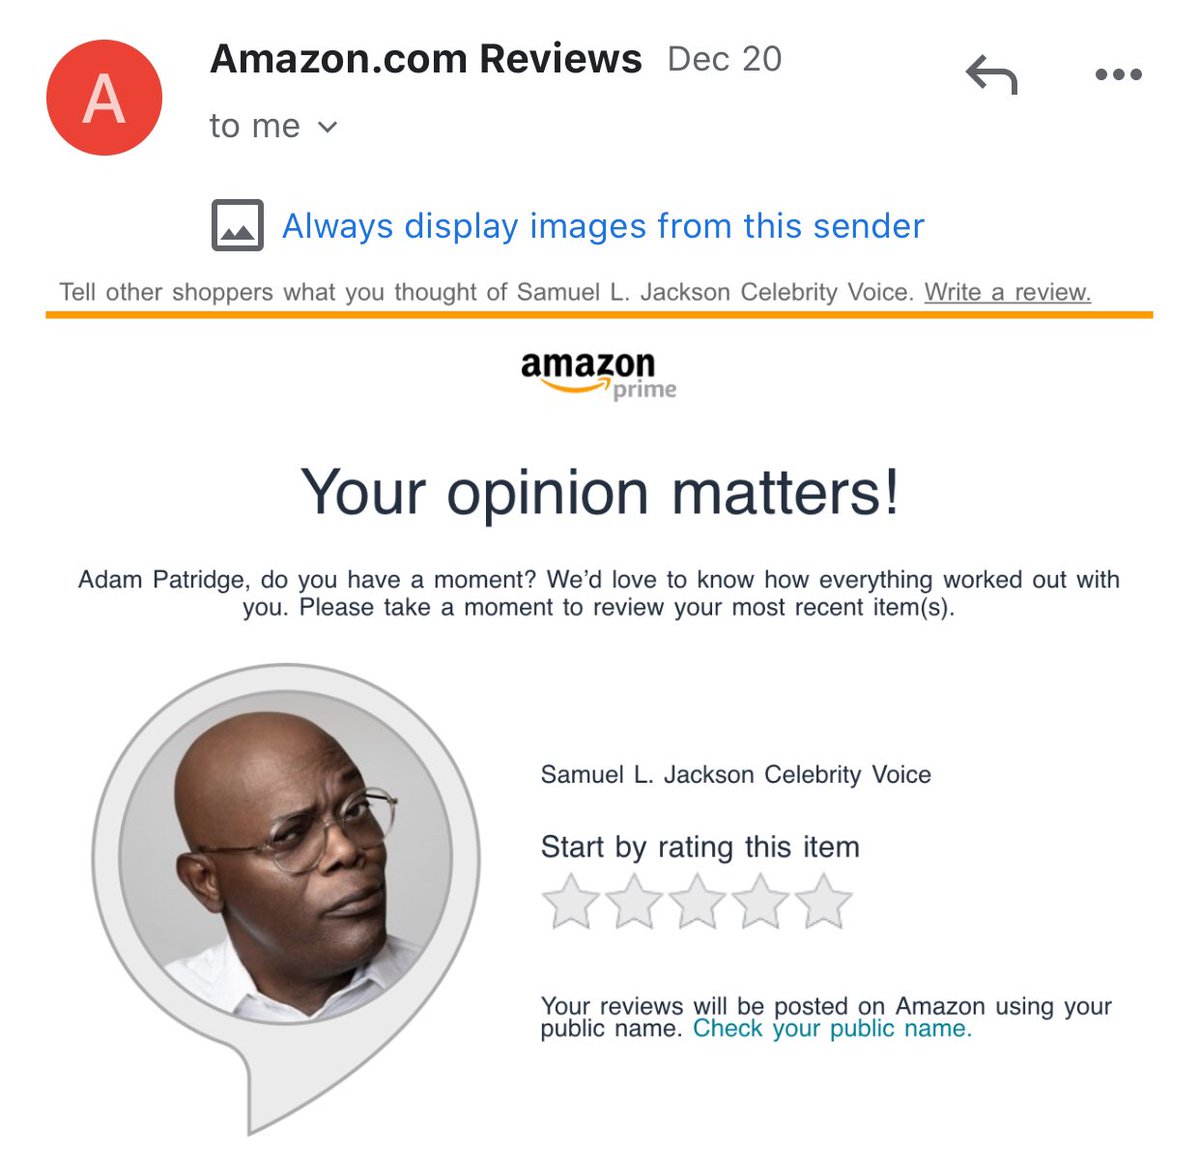 A
Amazon.com Reviews Dec 20
to me
Always display images from this sender
Tell other shoppers what you thought of Samuel L. Jackson Celebrity Voice. Write a review.
amazon
prime
Your opinion matters!
Adam Patridge, do you have a moment? We'd love to know how everything worked out with
you. Please take a moment to review your most recent item(s).
Samuel L. Jackson Celebrity Voice
Start by rating this item
Your reviews will be posted on Amazon using your
public name. Check your public name.